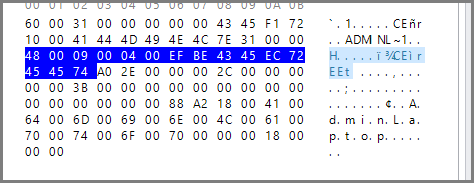 00 01 02 03 04 05 06 07 08 09 0A 0B
60 00 31 00 00 00 00 00 43 45 F1 72 `.1.....CEñr
10 00 41 44 4D 49 4E 4C 7E 31 00 00 ..ADMINL~1..
48 00 09 00 04 00 EF BE 43 45 EC 72 H.....ï¾CEìr
45 45 74 A0 2E 00 00 00 2C 00 00 00 EEt .....,...
00 00 3B 00 00 00 00 00 00 00 00 00 ..;.........
00 00 00 00 00 00 88 A2 18 00 41 00 .......¢..A.
64 00 6D 00 69 00 6E 00 4C 00 61 00 d.m.i.n.L.a.
70 00 74 00 6F 00 70 00 00 00 18 00 p.t.o.p.....
00 00 ..